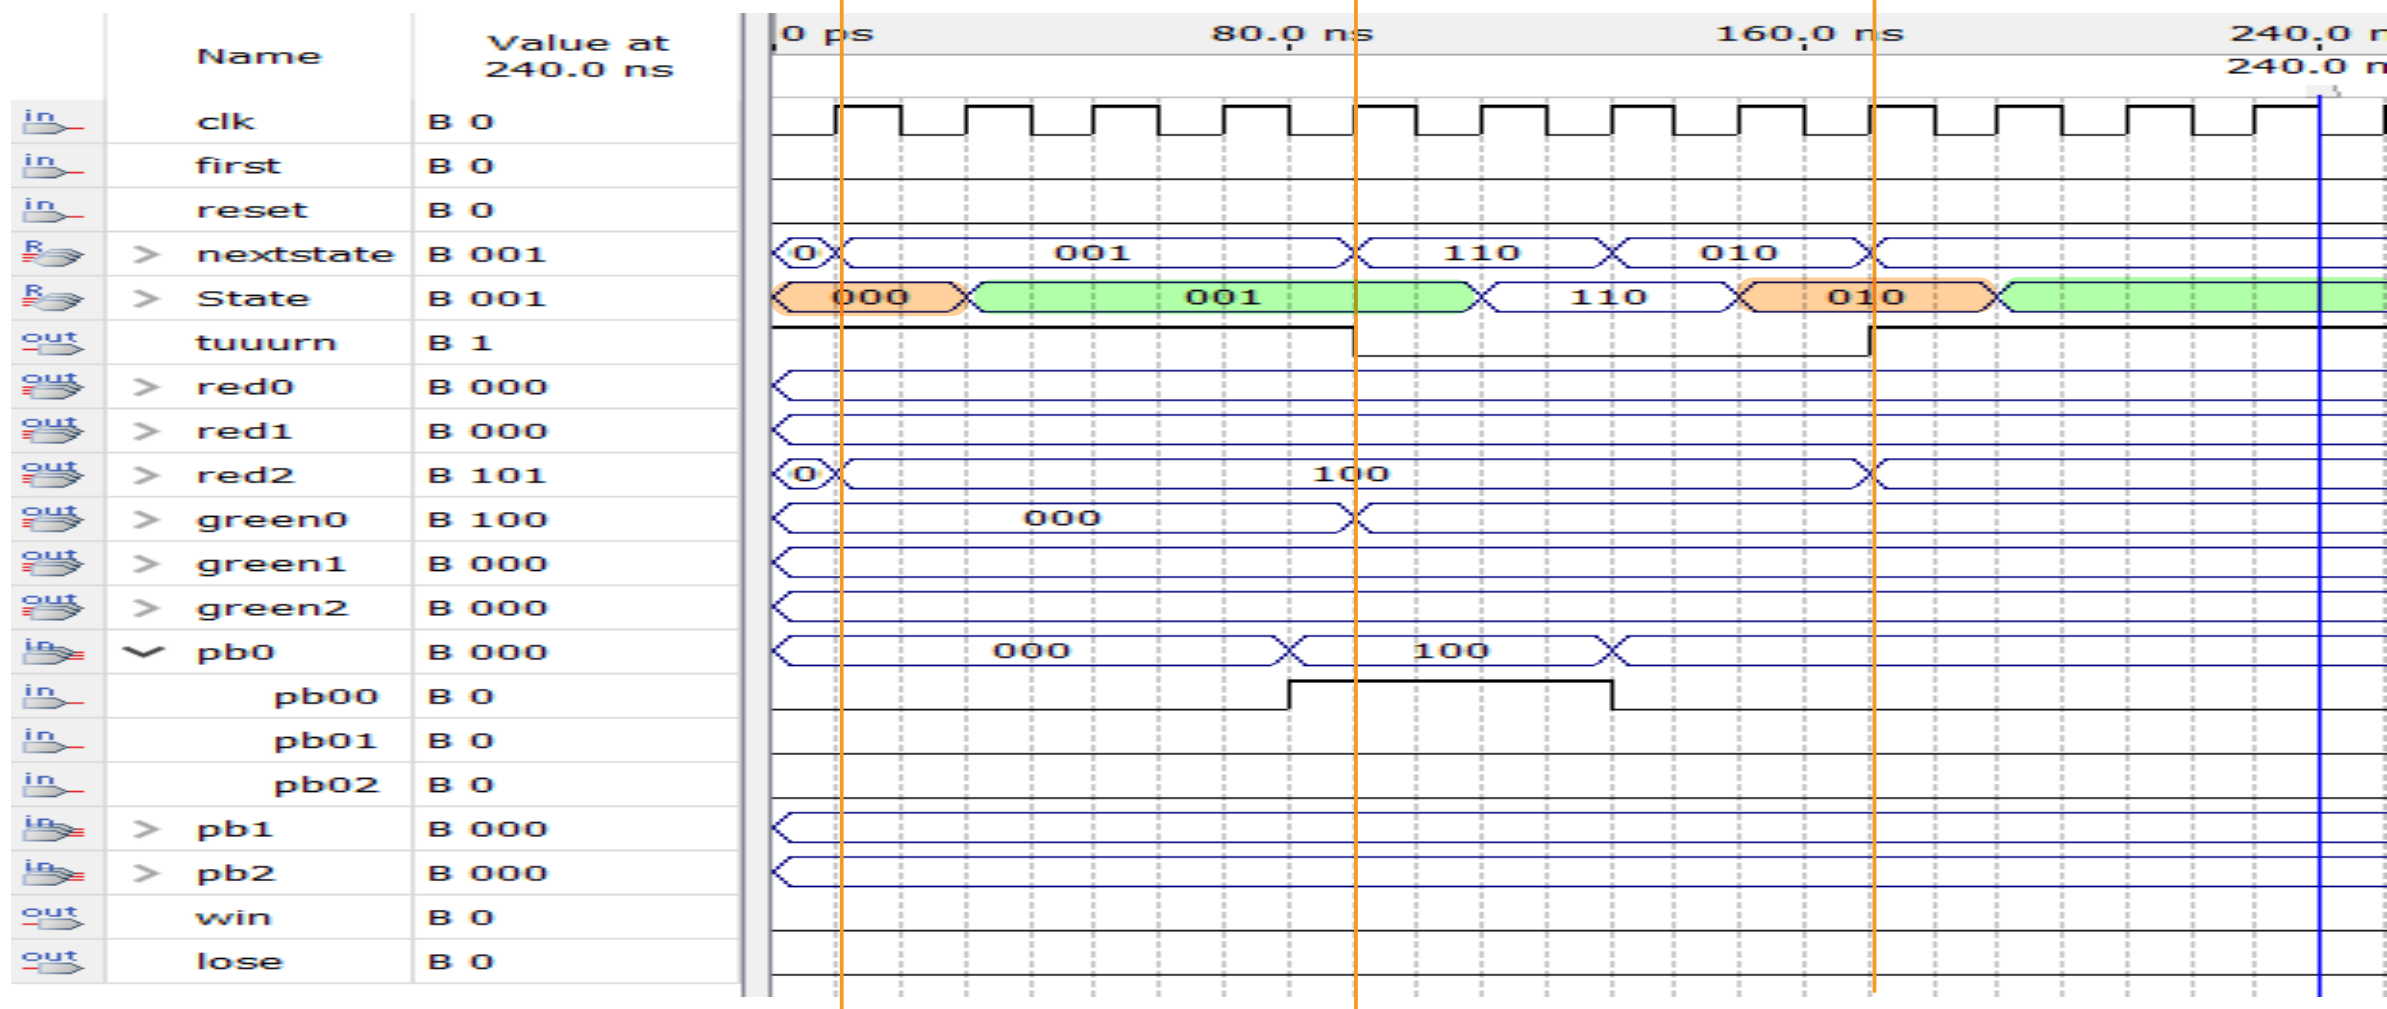 Name Value at 240.0 ns 0 ps 80.0 ns 160.0 ns 240.0 n
240.0 n
in clk B 0
in first B 0
in reset B 0
R > nextstate B 001 0 001 110 010
R > State B 001 000 001 110 010
out tuuurn B 1
out > red0 B 000
out > red1 B 000
out > red2 B 101 0 100
out > green0 B 100 000
out > green1 B 000
out > green2 B 000
in pb0 B 000 000 100
in pb00 B 0
in pb01 B 0
in pb02 B 0
in > pb1 B 000
in > pb2 B 000
out win B 0
out lose B 0